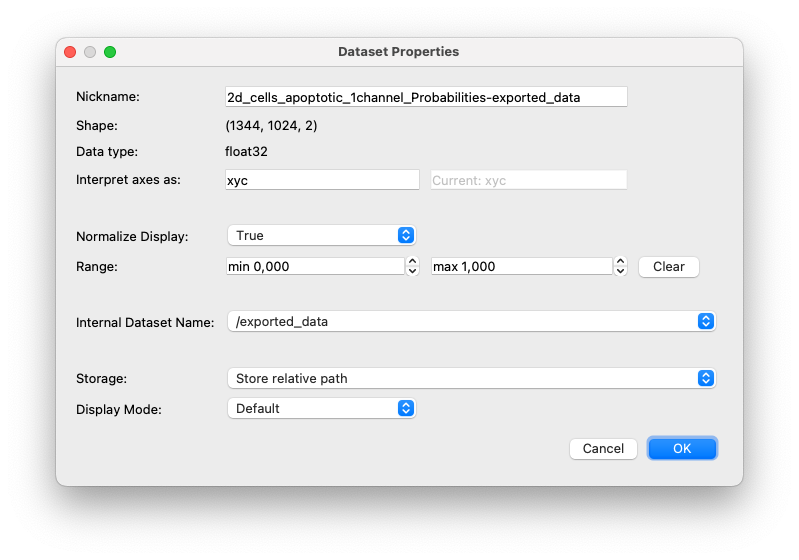 Dataset Properties
Nickname: 2d_cells_apoptotic_1channel_Probabilities-exported_data
Shape: (1344, 1024, 2)
Data type: float32
Interpret axes as: xyc Current: xyc
Normalize Display: True
Range: min 0,000 max 1,000 Clear
Internal Dataset Name: /exported_data
Storage: Store relative path
Display Mode: Default
Cancel OK